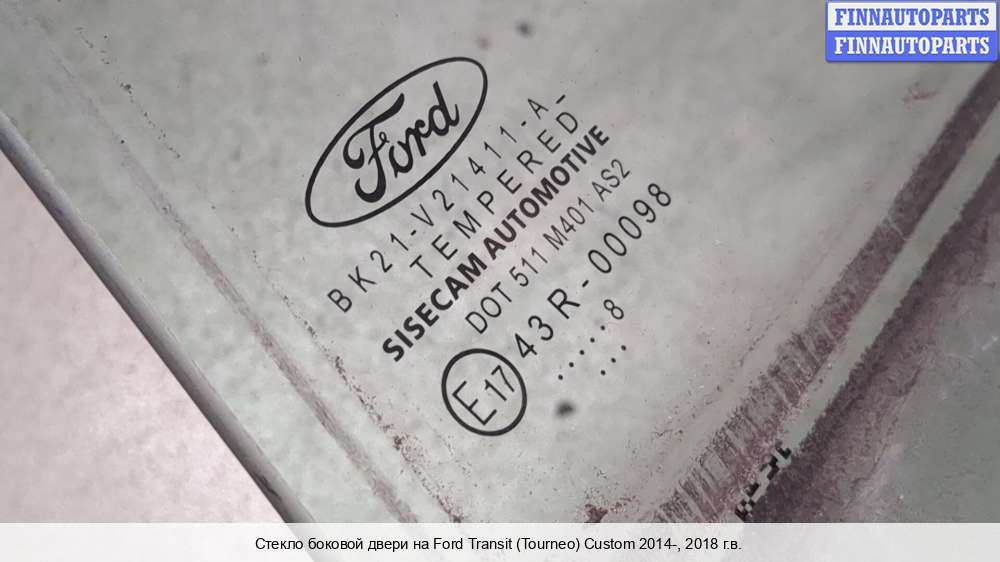 FINNAUTOPARTS
FINNAUTOPARTS
Ford
BK21-V21411-A-
TEMPERED
SISECAM AUTOMOTIVE
DOT 511 M401 AS2
E17 43R-00098
.....8
...
Стекло боковой двери на Ford Transit (Tourneo) Custom 2014-, 2018 г.в.